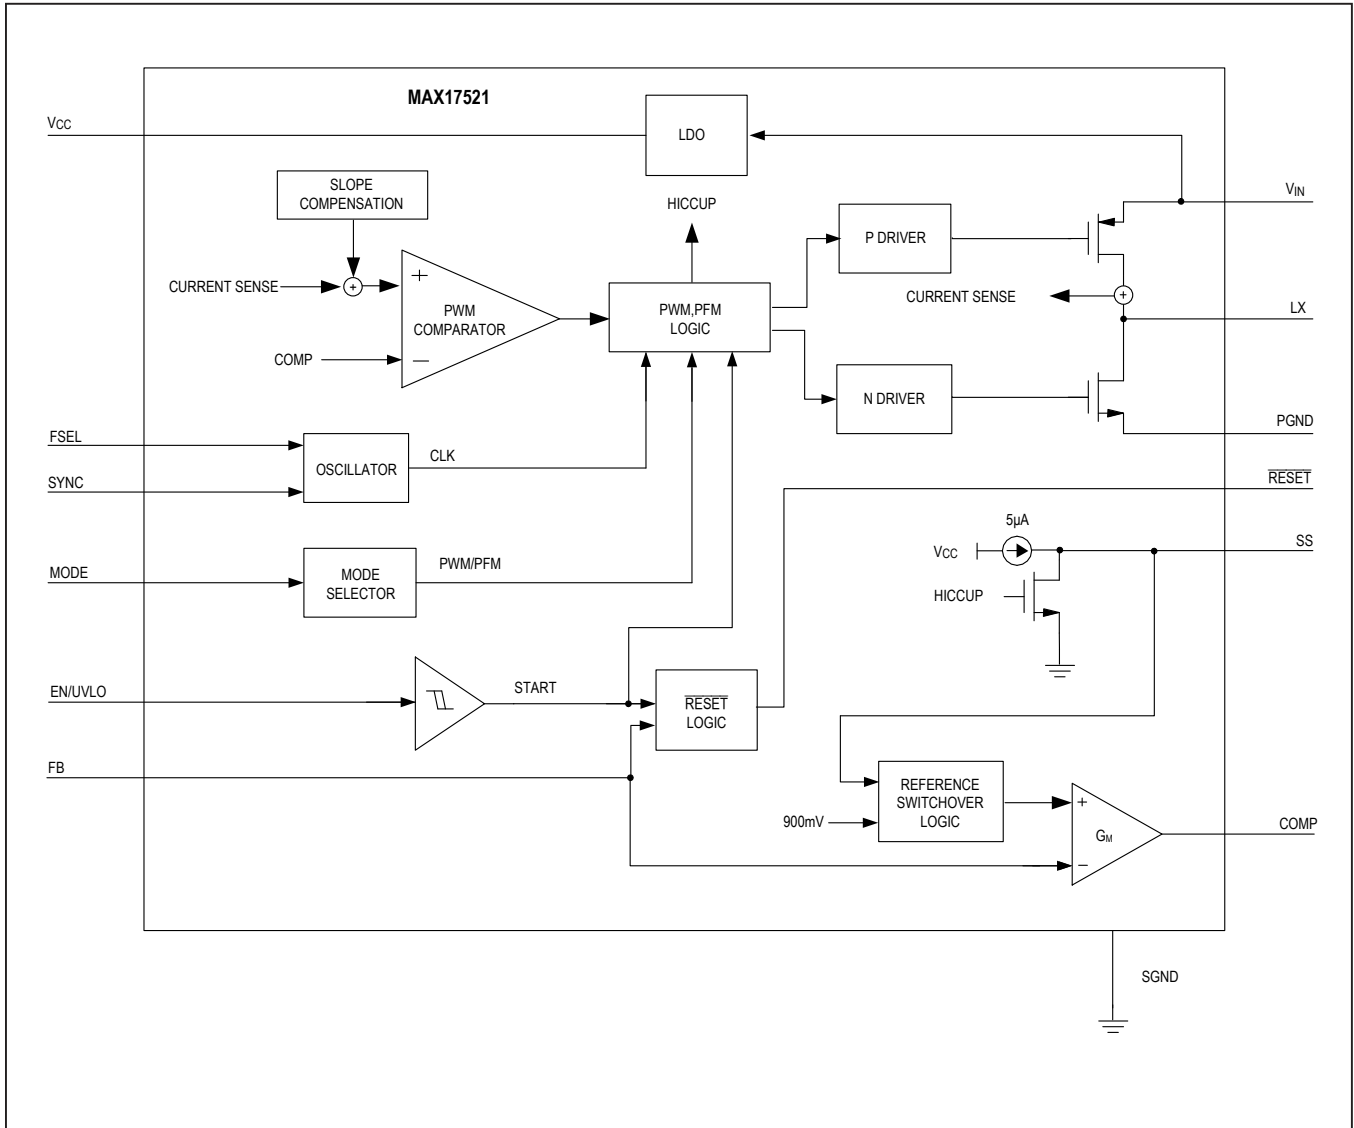 MAX17521
VCC
LDO
SLOPE
COMPENSATION
HICCUP
VIN
P DRIVER
+
CURRENT SENSE
+
PWM
COMPARATOR
PWM,PFM
LOGIC
CURRENT SENSE
+
LX
COMP
—
N DRIVER
PGND
FSEL
OSCILLATOR
CLK
SYNC
RESET
5µA
VCC
SS
MODE
MODE
SELECTOR
PWM/PFM
HICCUP
EN/UVLO
START
RESET
LOGIC
FB
REFERENCE
SWITCHOVER
LOGIC
900mV
+
GM
−
COMP
SGND